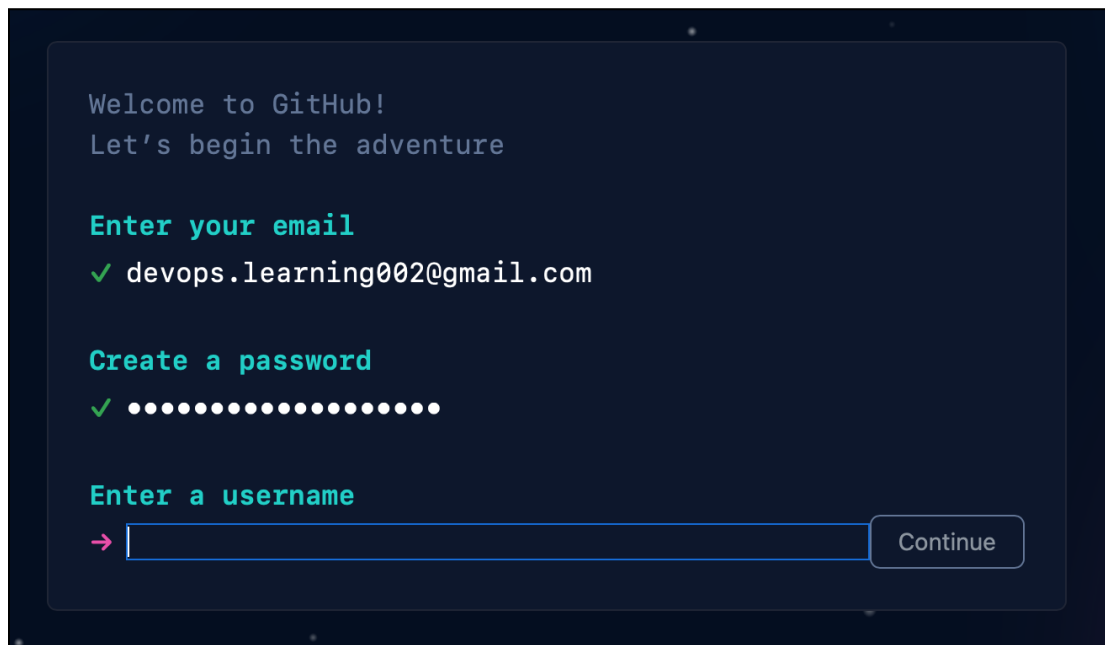 Welcome to GitHub!
Let’s begin the adventure
Enter your email
✓ devops.learning002@gmail.com
Create a password
✓ ●●●●●●●●●●●●●●●●●●●
Enter a username
→
Continue